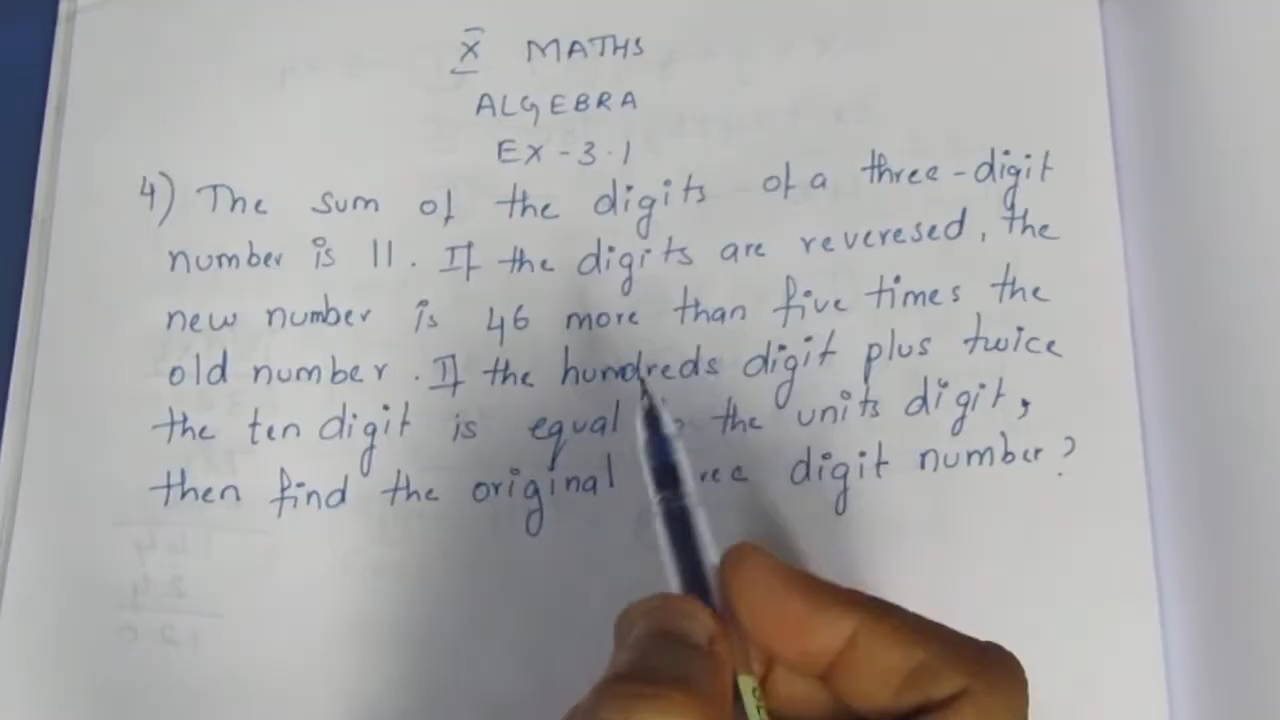 X MATHS
ALGEBRA
EX-3.1
4) The sum of the digits of a three-digit
number is 11. If the digits are reveresed, the
new number is 46 more than five times the
old number. If the hundreds digit plus twice
the ten digit is equal the units digit,
then find the original digit number?